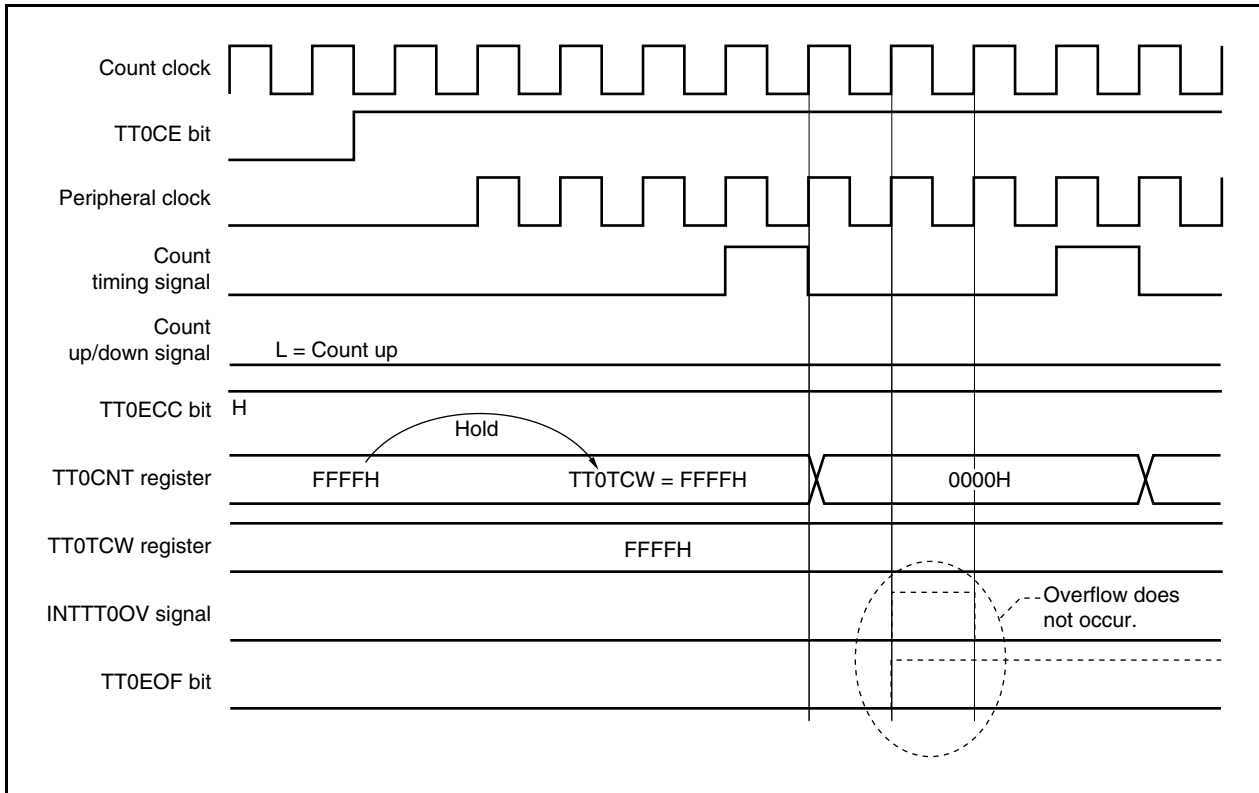 Count clock
TT0CE bit
Peripheral clock
Count
timing signal
Count
up/down signal
L = Count up
TT0ECC bit
H
Hold
TT0CNT register
FFFFH
TT0TCW = FFFFH
0000H
TT0TCW register
FFFFH
INTTT0OV signal
Overflow does
not occur.
TT0EOF bit